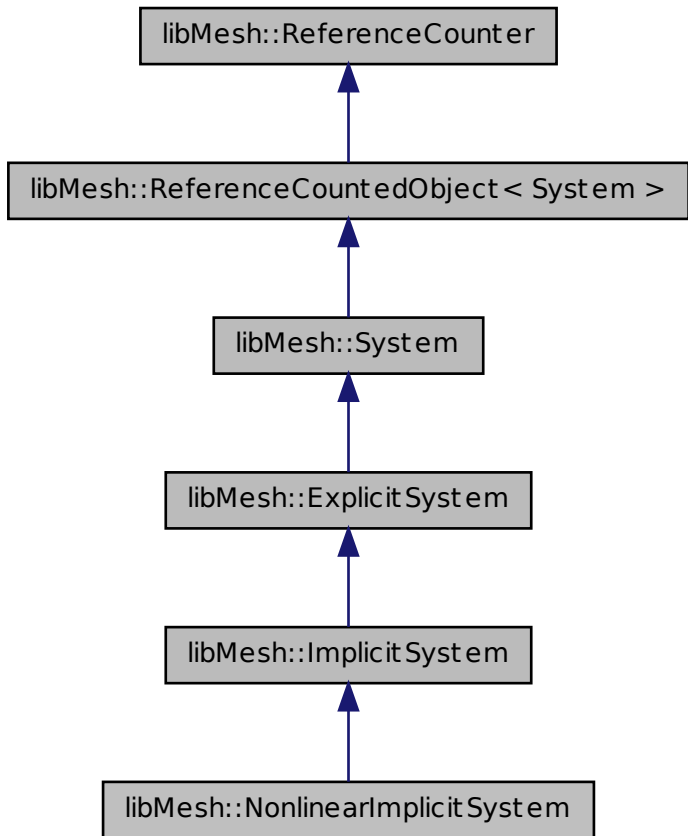 libMesh::ReferenceCounter
libMesh::ReferenceCountedObject< System >
libMesh::System
libMesh::ExplicitSystem
libMesh::ImplicitSystem
libMesh::NonlinearImplicitSystem